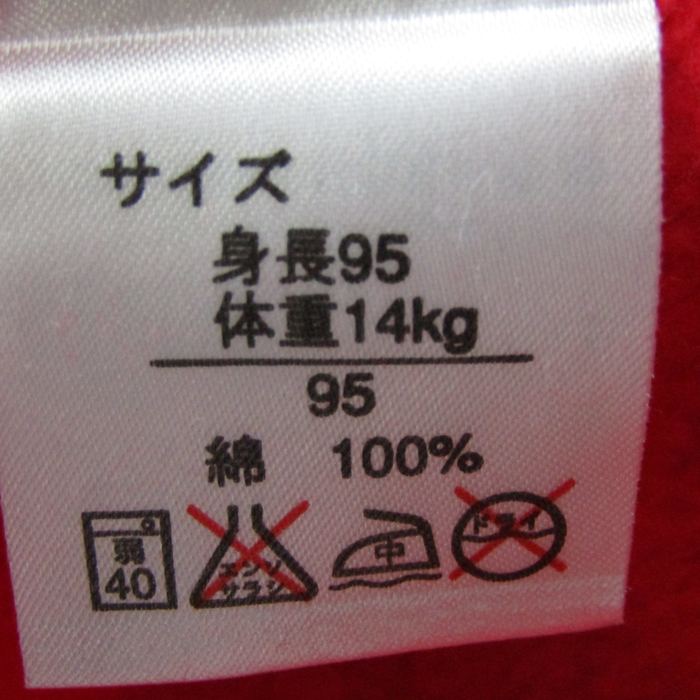 サイズ
身長95
体重14kg
95
綿 100%
弱
40
エンソ
サラシ
中
ドライ